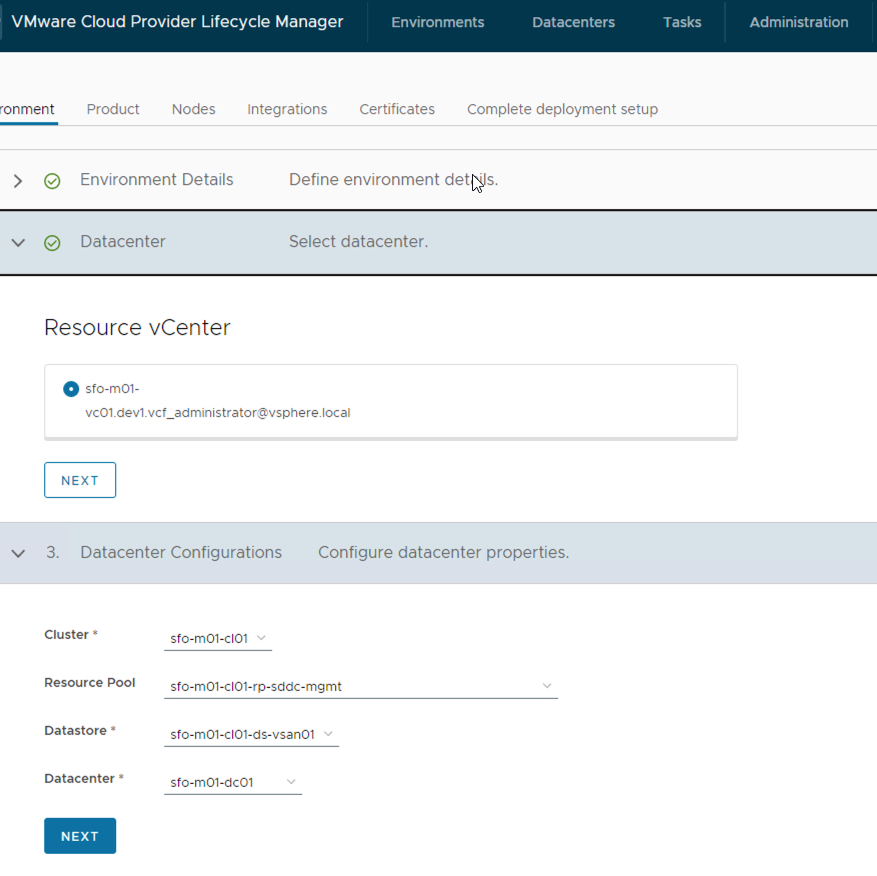 VMware Cloud Provider Lifecycle Manager Environments Datacenters Tasks Administration
ronment Product Nodes Integrations Certificates Complete deployment setup
Environment Details Define environment details.
Datacenter Select datacenter.
Resource vCenter
sfo-m01-
vc01.dev1.vcf_administrator@vsphere.local
NEXT
3. Datacenter Configurations Configure datacenter properties.
Cluster * sfo-m01-cl01
Resource Pool sfo-m01-cl01-rp-sddc-mgmt
Datastore * sfo-m01-cl01-ds-vsan01
Datacenter * sfo-m01-dc01
NEXT